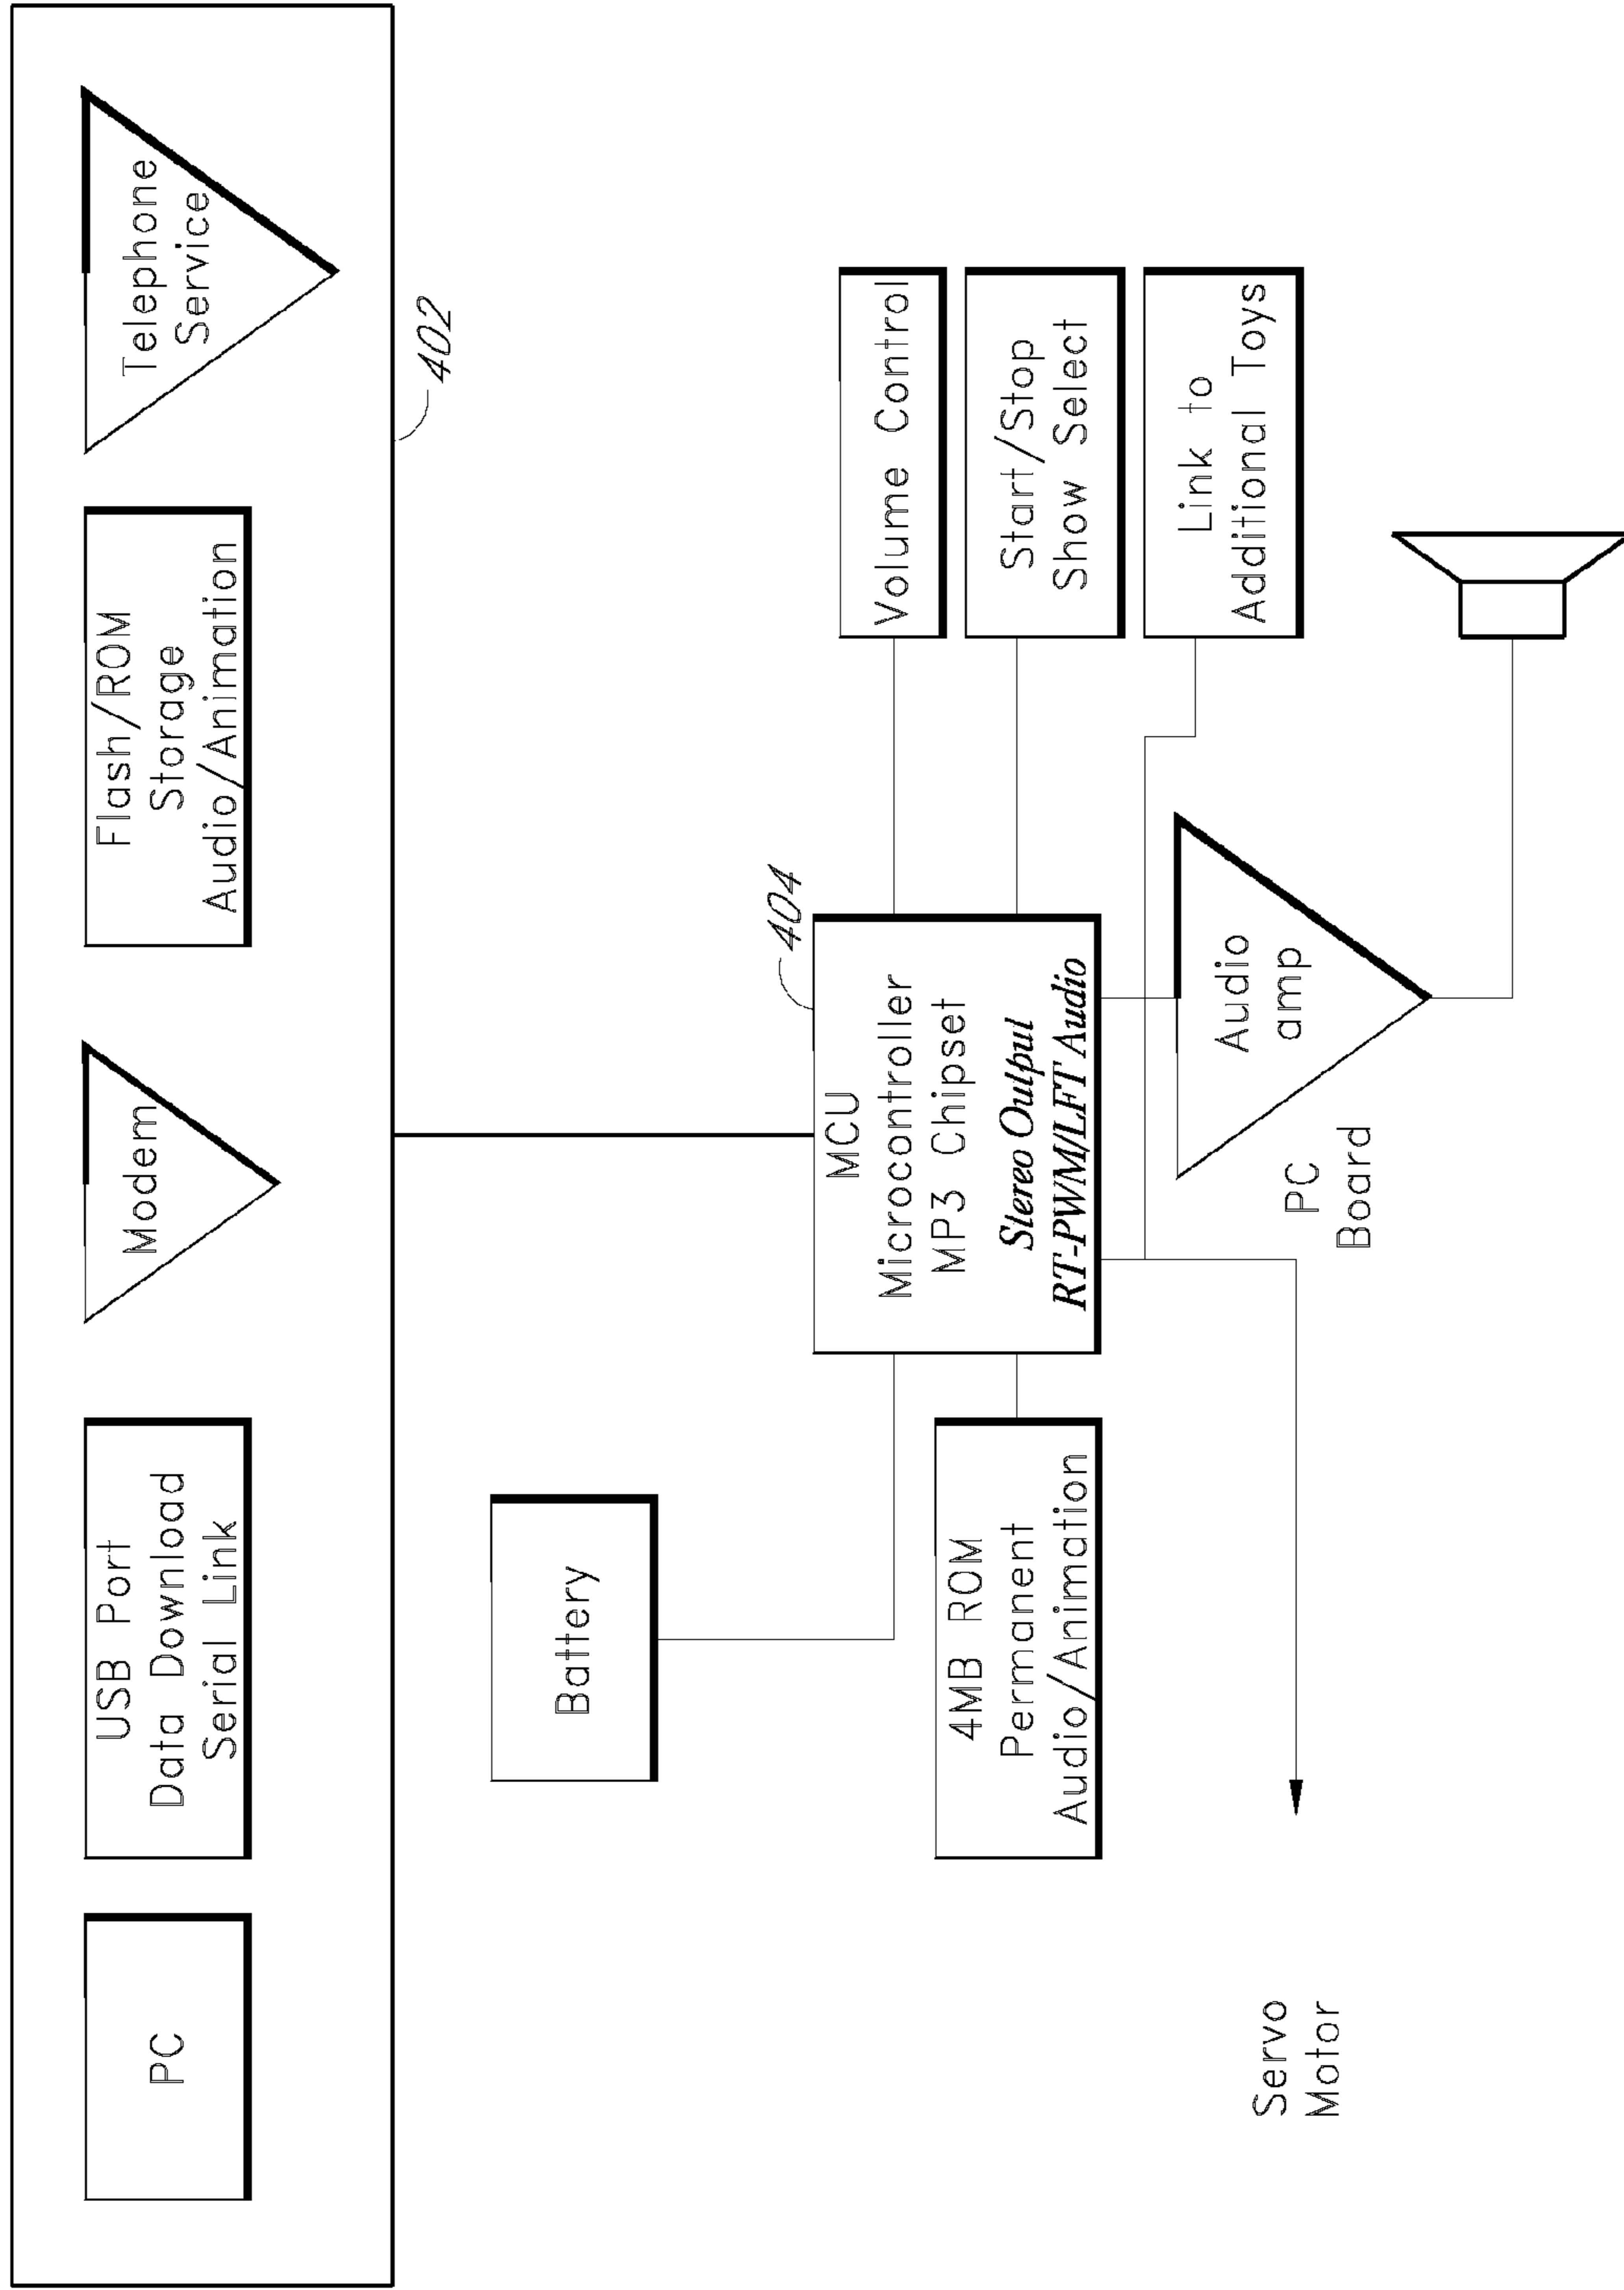 PC
USB Port
Data Download
Serial Link
Modem
Flash/ROM
Storage
Audio/Animation
Telephone
Service
402
Battery
404
MCU
Microcontroller
MP3 Chipset
Stereo Output
RT-PWM/LFT Audio
Volume Control
4MB ROM
Permanent
Audio/Animation
Start/Stop
Show Select
Link to
Additional Toys
Audio
amp
Servo
Motor
PC
Board